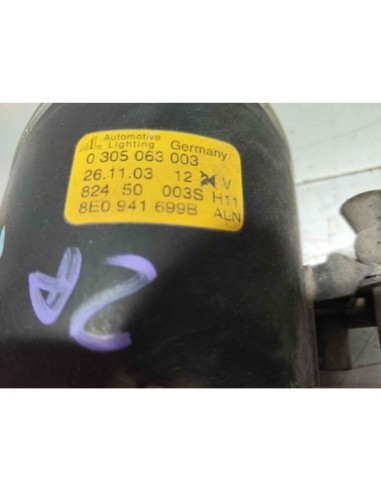 Automotive
Lighting Germany
0 305 063 003
26.11.03 12 V
824 50 003S H11
8E0 941 699B ALN
2A